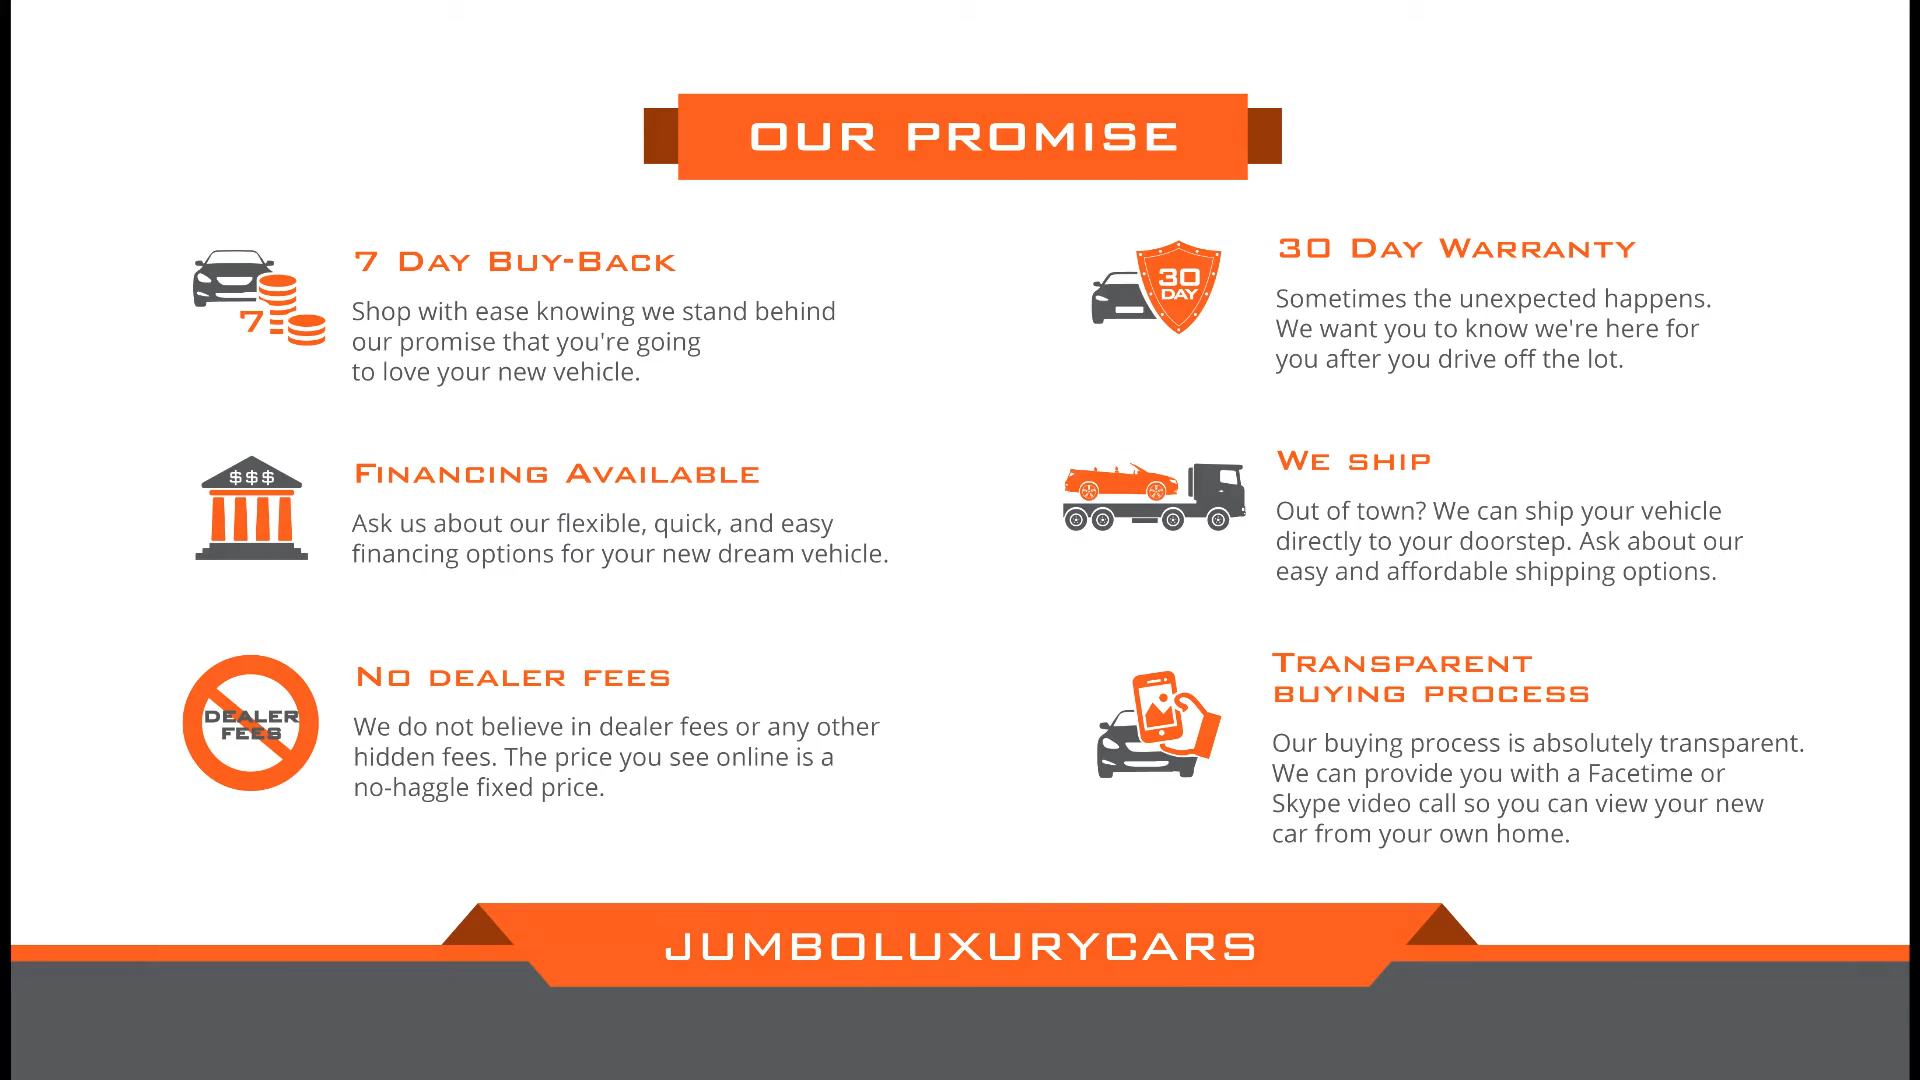 OUR PROMISE
7 DAY BUY-BACK
Shop with ease knowing we stand behind
our promise that you're going
to love your new vehicle.
7
$$$
FINANCING AVAILABLE
Ask us about our flexible, quick, and easy
financing options for your new dream vehicle.
DEALER
FEES
NO DEALER FEES
We do not believe in dealer fees or any other
hidden fees. The price you see online is a
no-haggle fixed price.
30
DAY
30 DAY WARRANTY
Sometimes the unexpected happens.
We want you to know we're here for
you after you drive off the lot.
WE SHIP
Out of town? We can ship your vehicle
directly to your doorstep. Ask about our
easy and affordable shipping options.
TRANSPARENT
BUYING PROCESS
Our buying process is absolutely transparent.
We can provide you with a Facetime or
Skype video call so you can view your new
car from your own home.
JUMBOLUXURYCARS